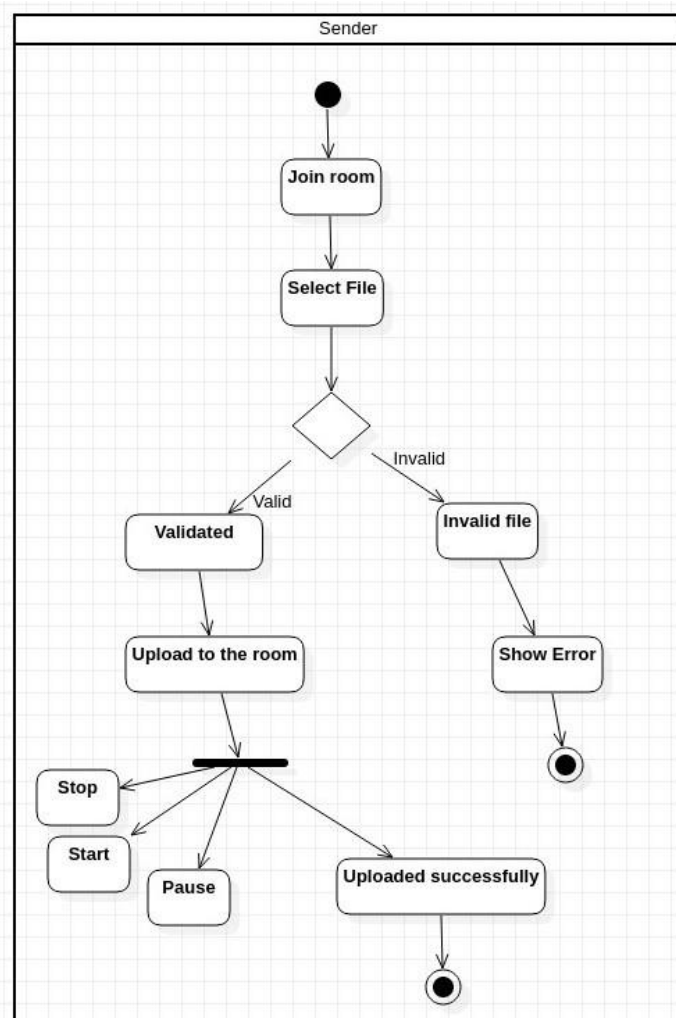 Sender
Join room
Select File
Invalid
Valid
Validated
Invalid file
Upload to the room
Show Error
Stop
Start
Pause
Uploaded successfully